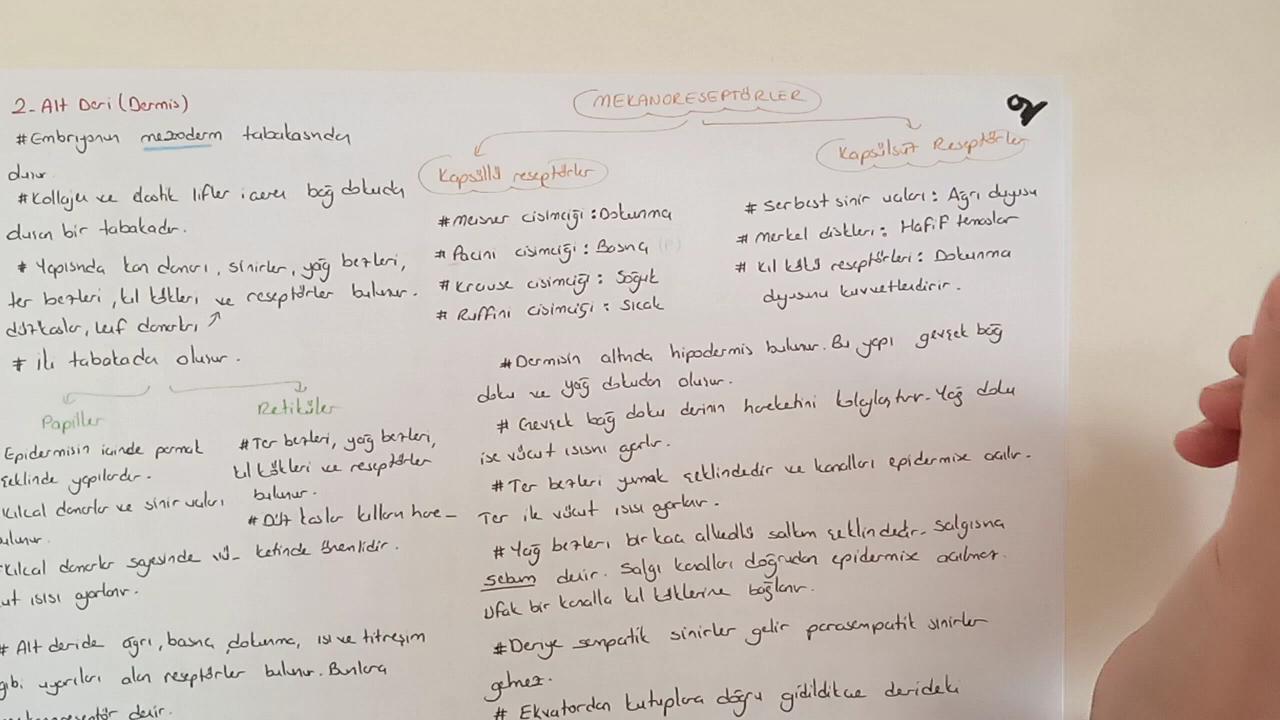 2- Alt Deri (Dermis)
#Embriyonun mezoderm tabakasından
oluşur.
#Kollajen ve elastik lifler içeren bağ dokudan
oluşan bir tabakadır.
# Yapısında kan damarı, sinirler, yağ bezleri,
ter bezleri, kıl kökleri ve reseptörler bulunur.
düz kaslar, lenf damarları ↗
# iki tabakada oluşur.
Papiller
Epidermisin içinde parmak
şeklinde yapılardır.
Kılcal damarlar ve sinir uçları
bulunur.
Kılcal damarlar sayesinde vü-
cut ısısı ayarlanır.
Retiküler
#Ter bezleri, yağ bezleri,
kıl kökleri ve reseptörler
bulunur.
#Düz kaslar kılların hare-
ketinde önemlidir.
# Alt deride ağrı, basınç, dokunma, ısı ve titreşim
gibi uyarıları alan reseptörler bulunur. Bunlara
mekanoreseptör denir.
MEKANORESEPTÖRLER
Kapsüllü reseptörler
#Meisner cisimciği : Dokunma
# Pacini cisimciği : Basınç (P)
# Krause cisimciği : Soğuk
# Ruffini cisimciği : Sıcak
Kapsülsüz Reseptörler
# Serbest sinir uçları : Ağrı duyusu
# Merkel diskleri : Hafif temaslar
# Kıl kökü reseptörleri : Dokunma
duyusunu kuvvetlendirir.
#Dermisin altında hipodermis bulunur. Bu yapı gevşek bağ
doku ve yağ dokudan oluşur.
# Gevşek bağ doku derinin hareketini kolaylaştırır. Yağ doku
ise vücut ısısını ayarlar.
# Ter bezleri yumak şeklindedir ve kanalları epidermise açılır.
Ter ile vücut ısısı ayarlanır.
#Yağ bezleri birkaç alveollü salkım şeklindedir. Salgısına
sebum denir. Salgı kanalları doğrudan epidermise açılmaz.
Ufak bir kanalla kıl köklerine bağlanır.
#Deriye sempatik sinirler gelir parasempatik sinirler
gelmez.
# Ekvatordan kutuplara doğru gidildikçe derideki